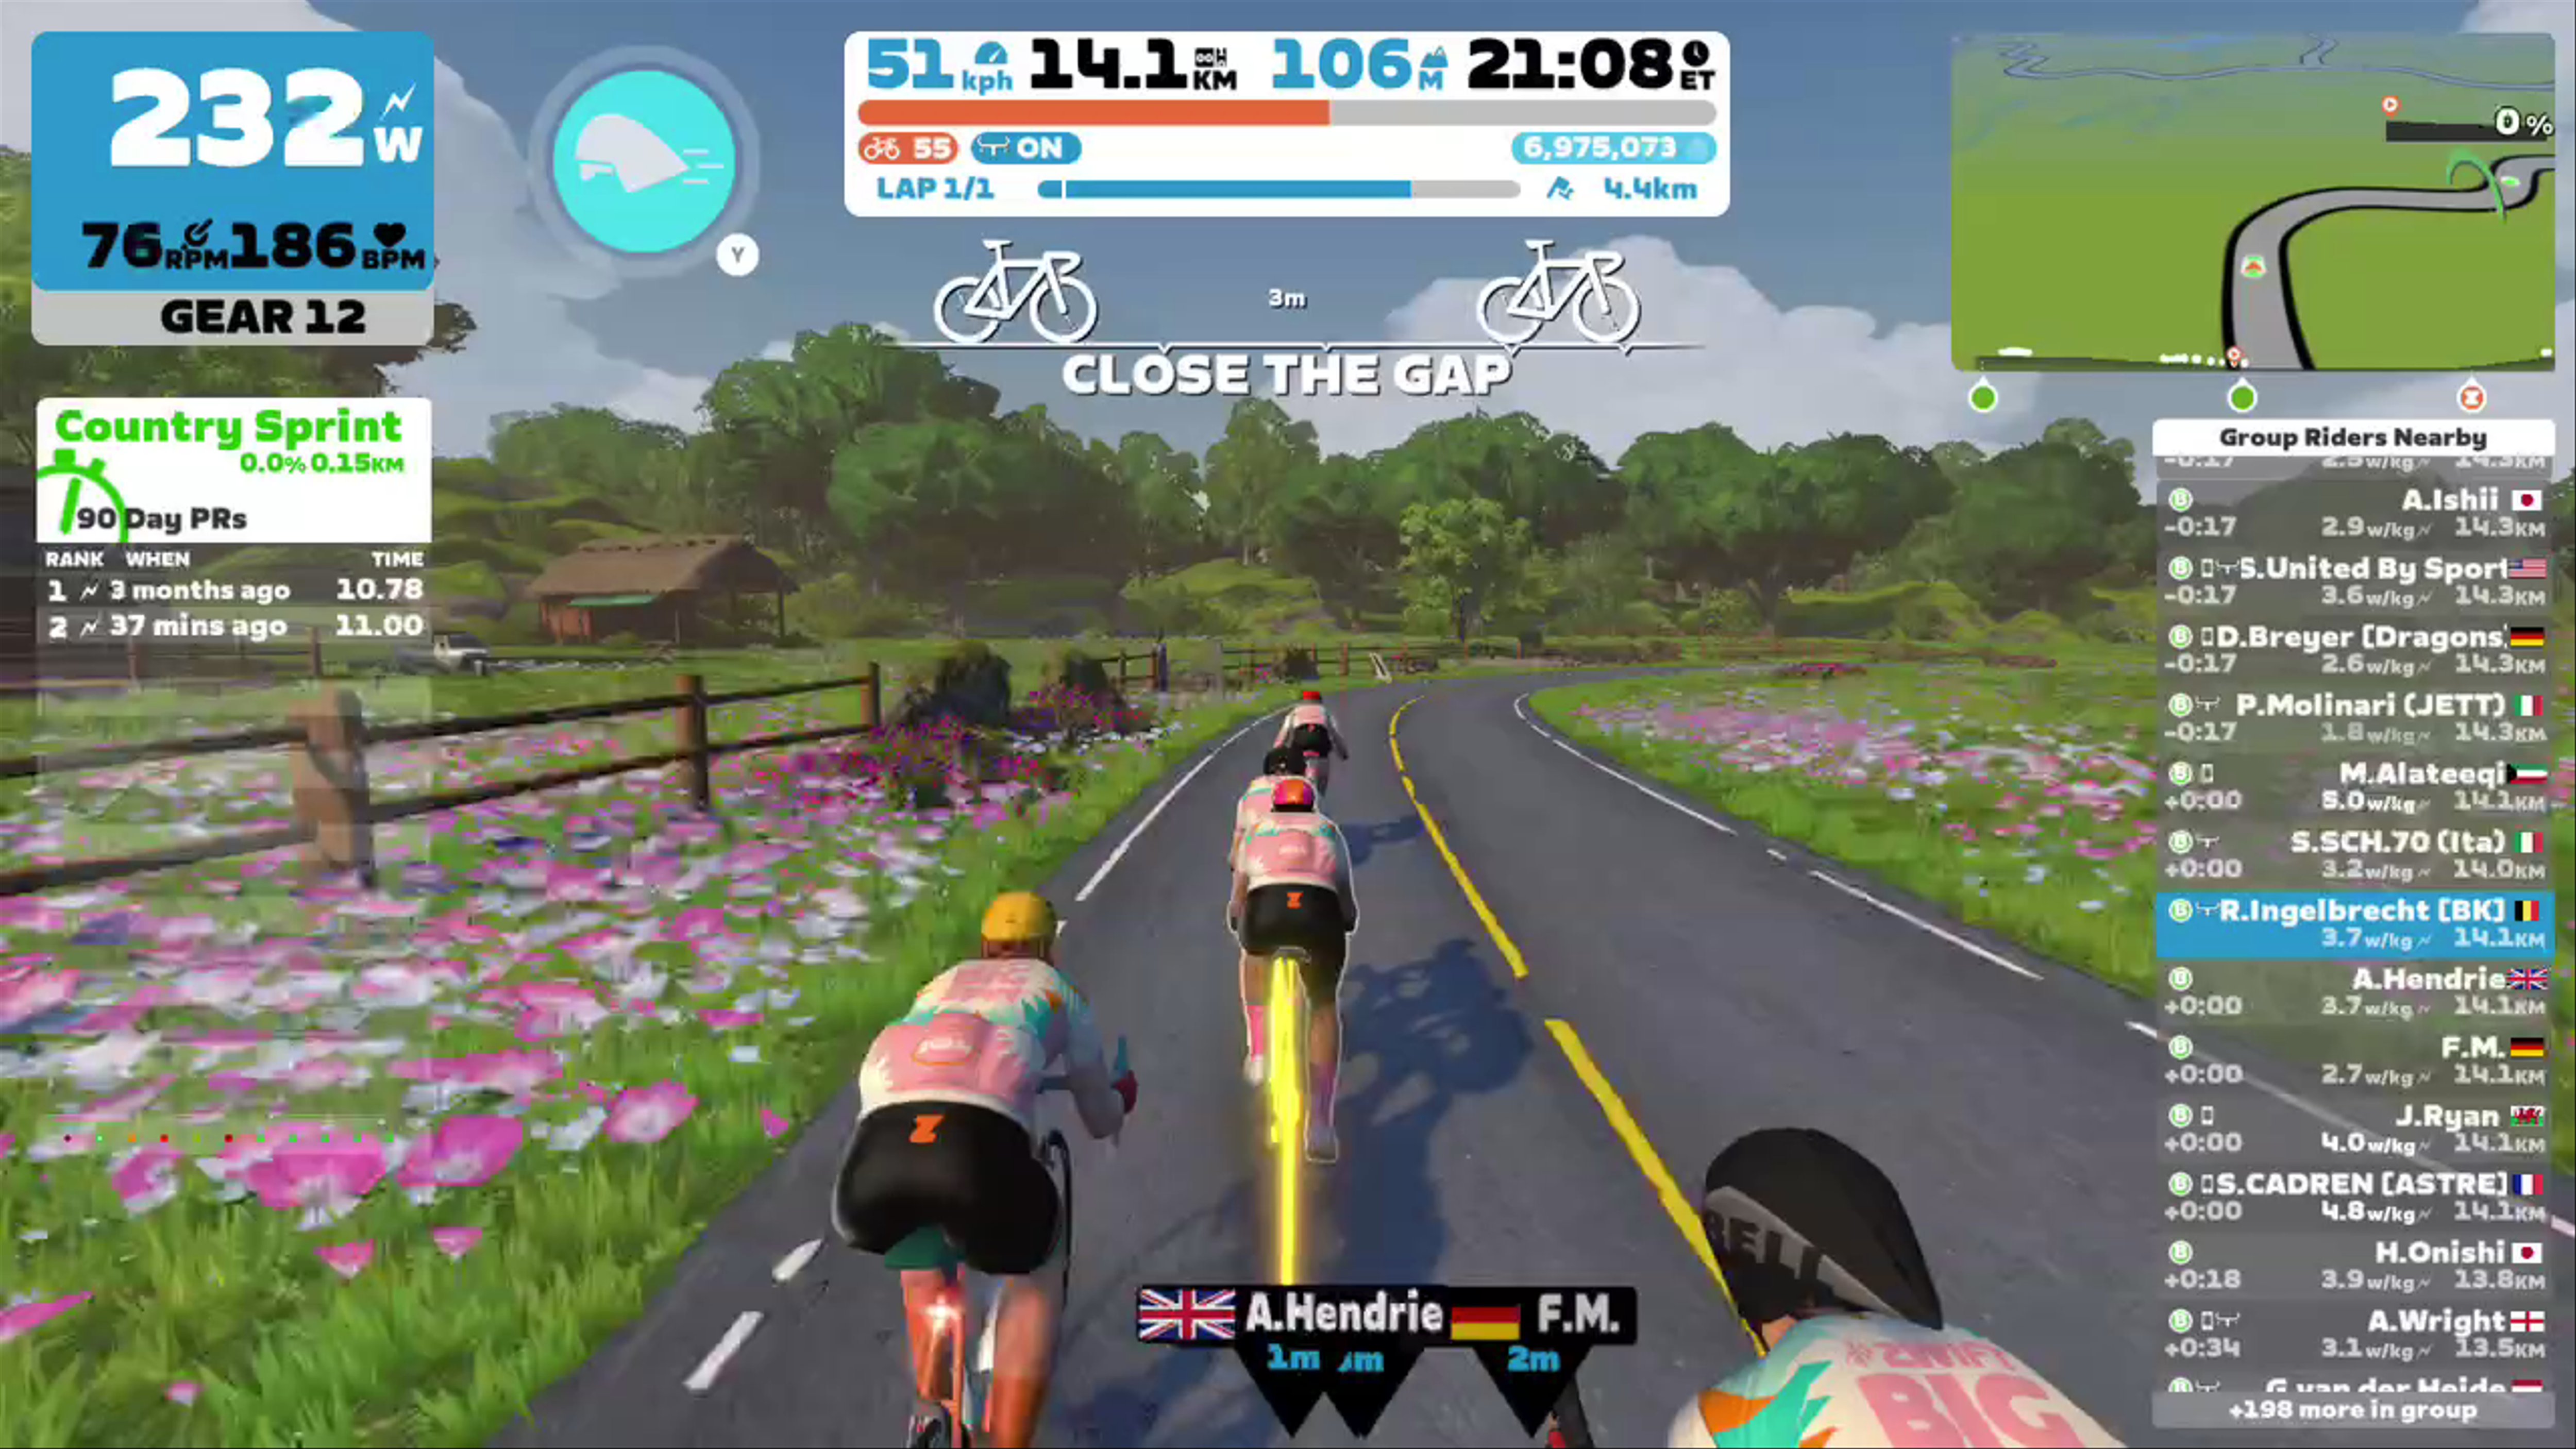 232 W
76 RPM 186 BPM
GEAR 12
Y
51 kph 14.1 KM 106 M 21:08 ET
55 ON 6,975,073
LAP 1/1 4.4km
3m
CLOSE THE GAP
0 %
Country Sprint
0.0% 0.15KM
90 Day PRs
RANK WHEN TIME
1 3 months ago 10.78
2 37 mins ago 11.00
Group Riders Nearby
B A.Ishii
-0:17 2.9w/kg 14.3KM
B S.United By Sport
-0:17 3.6w/kg 14.3KM
B D.Breyer [Dragons
-0:17 2.6w/kg 14.3KM
B P.Molinari (JETT)
-0:17 1.8w/kg 14.3KM
B M.Alateeqi
+0:00 5.0w/kg 14.1KM
B S.SCH.70 (Ita)
+0:00 3.2w/kg 14.0KM
B R.Ingelbrecht [BK]
3.7w/kg 14.1KM
B A.Hendrie
+0:00 3.7w/kg 14.1KM
B F.M.
+0:00 2.7w/kg 14.1KM
B J.Ryan
+0:00 4.0w/kg 14.1KM
B S.CADREN [ASTRE]
+0:00 4.8w/kg 14.1KM
B H.Onishi
+0:18 3.9w/kg 13.8KM
B A.Wright
+0:34 3.1w/kg 13.5KM
G.van der Heide
+198 more in group
Z
Z
BELL
A.Hendrie F.M.
1m 2m
BIG